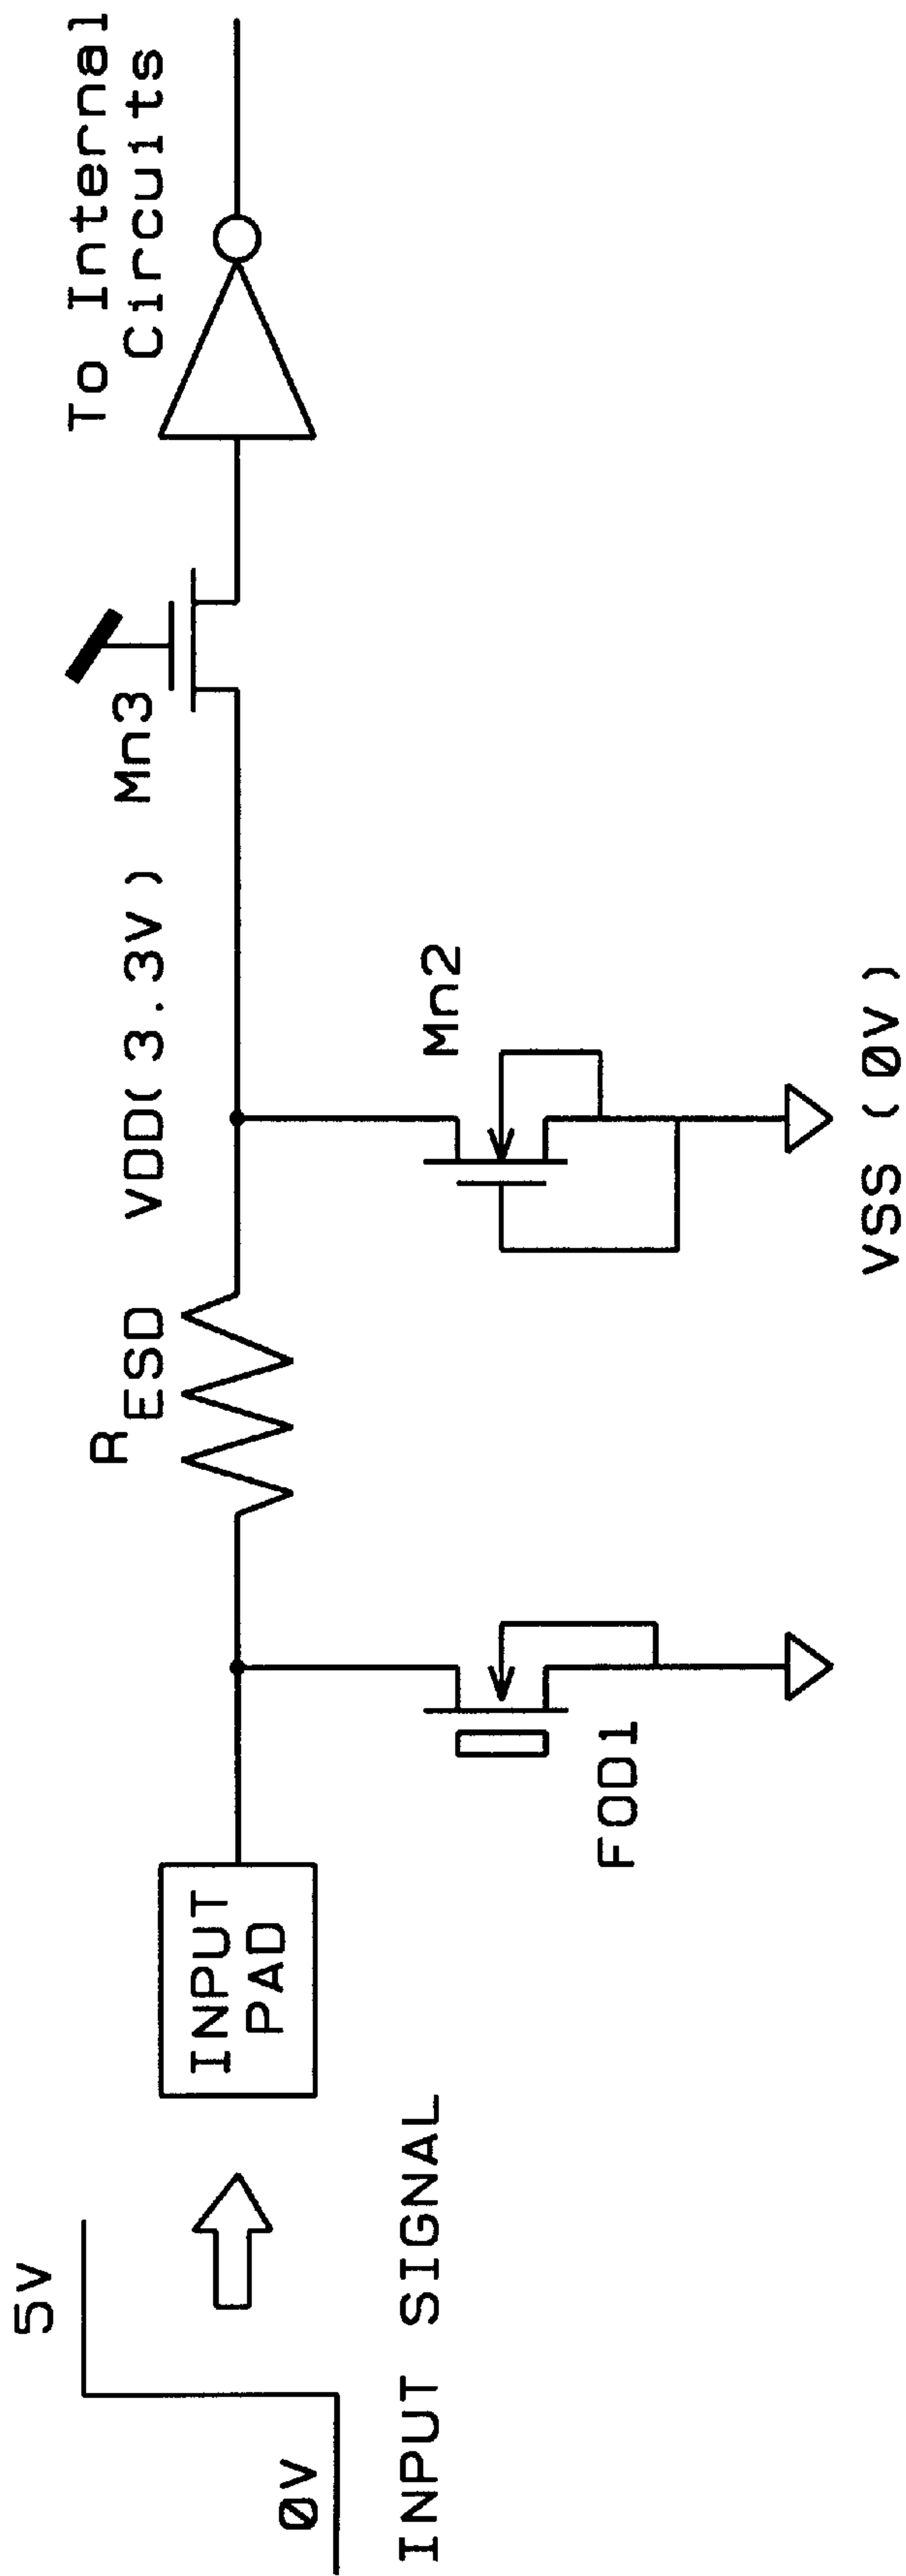 5V
0V
INPUT SIGNAL
INPUT
PAD
FOD1
RESD
VDD(3.3V)
Mn3
Mn2
VSS (0V)
To Internal
Circuits